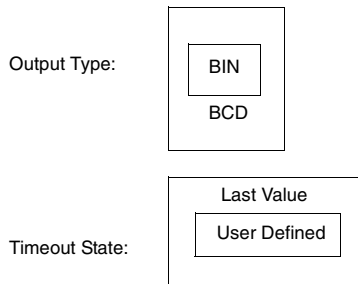 Output Type:
BIN
BCD
Last Value
User Defined
Timeout State: